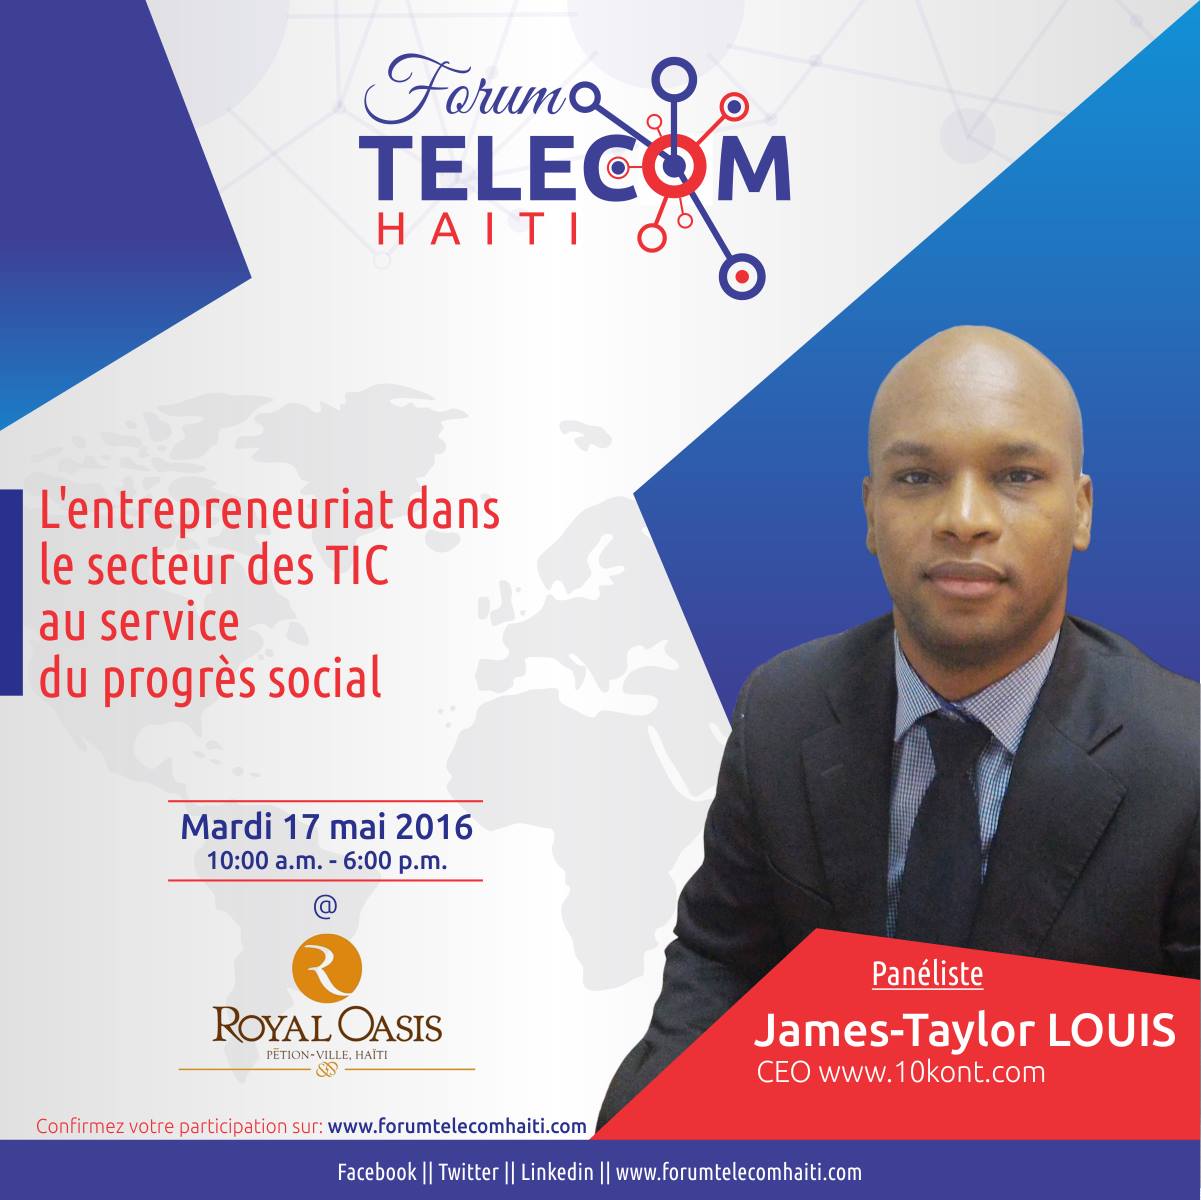 Forum
TELECOM
HAITI
L'entrepreneuriat dans
le secteur des TIC
au service
du progrès social
Mardi 17 mai 2016
10:00 a.m. - 6:00 p.m.
@
R
ROYAL OASIS
PÉTION-VILLE, HAÏTI
Panéliste
James-Taylor LOUIS
CEO www.10kont.com
Confirmez votre participation sur: www.forumtelecomhaiti.com
Facebook || Twitter || Linkedin || www.forumtelecomhaiti.com